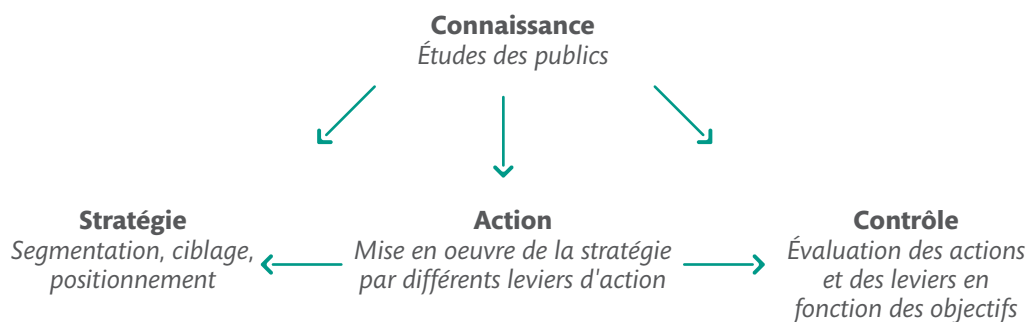 Connaissance
Études des publics
Stratégie
Segmentation, ciblage,
positionnement
Action
Mise en oeuvre de la stratégie
par différents leviers d'action
Contrôle
Évaluation des actions
et des leviers en
fonction des objectifs